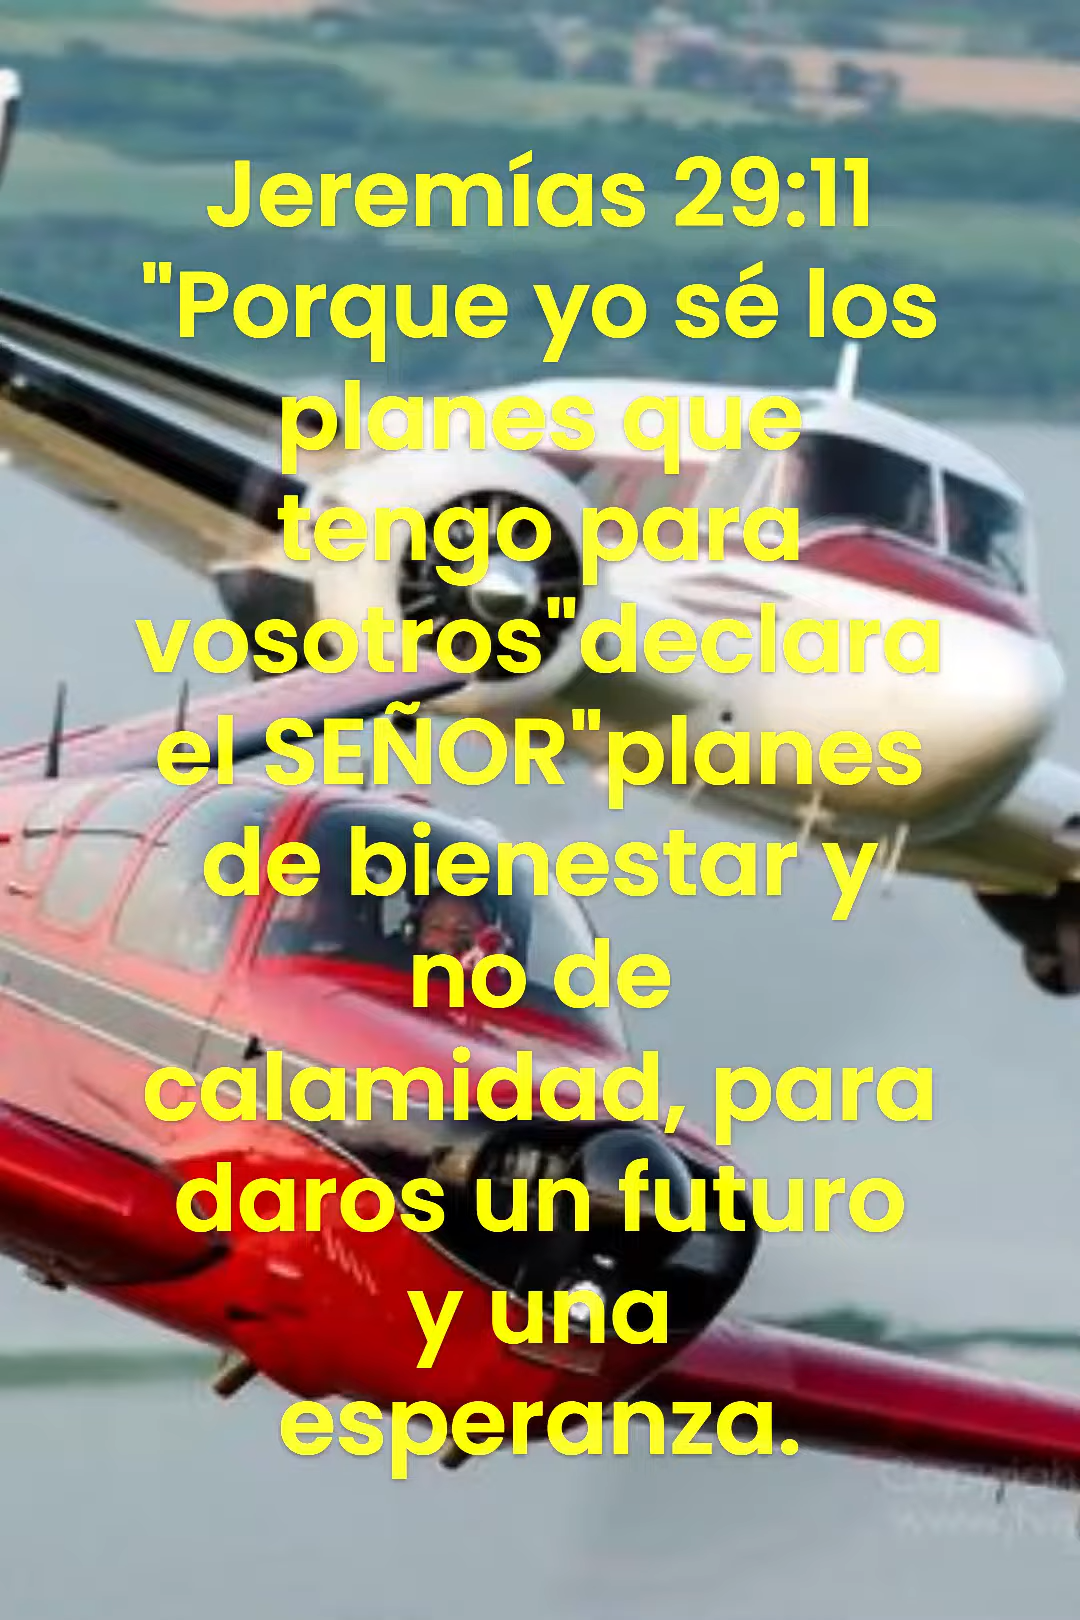 Jeremías 29:11
"Porque yo sé los
planes que
tengo para
vosotros"declara
el SEÑOR"planes
de bienestar y
no de
calamidad, para
daros un futuro
y una
esperanza.